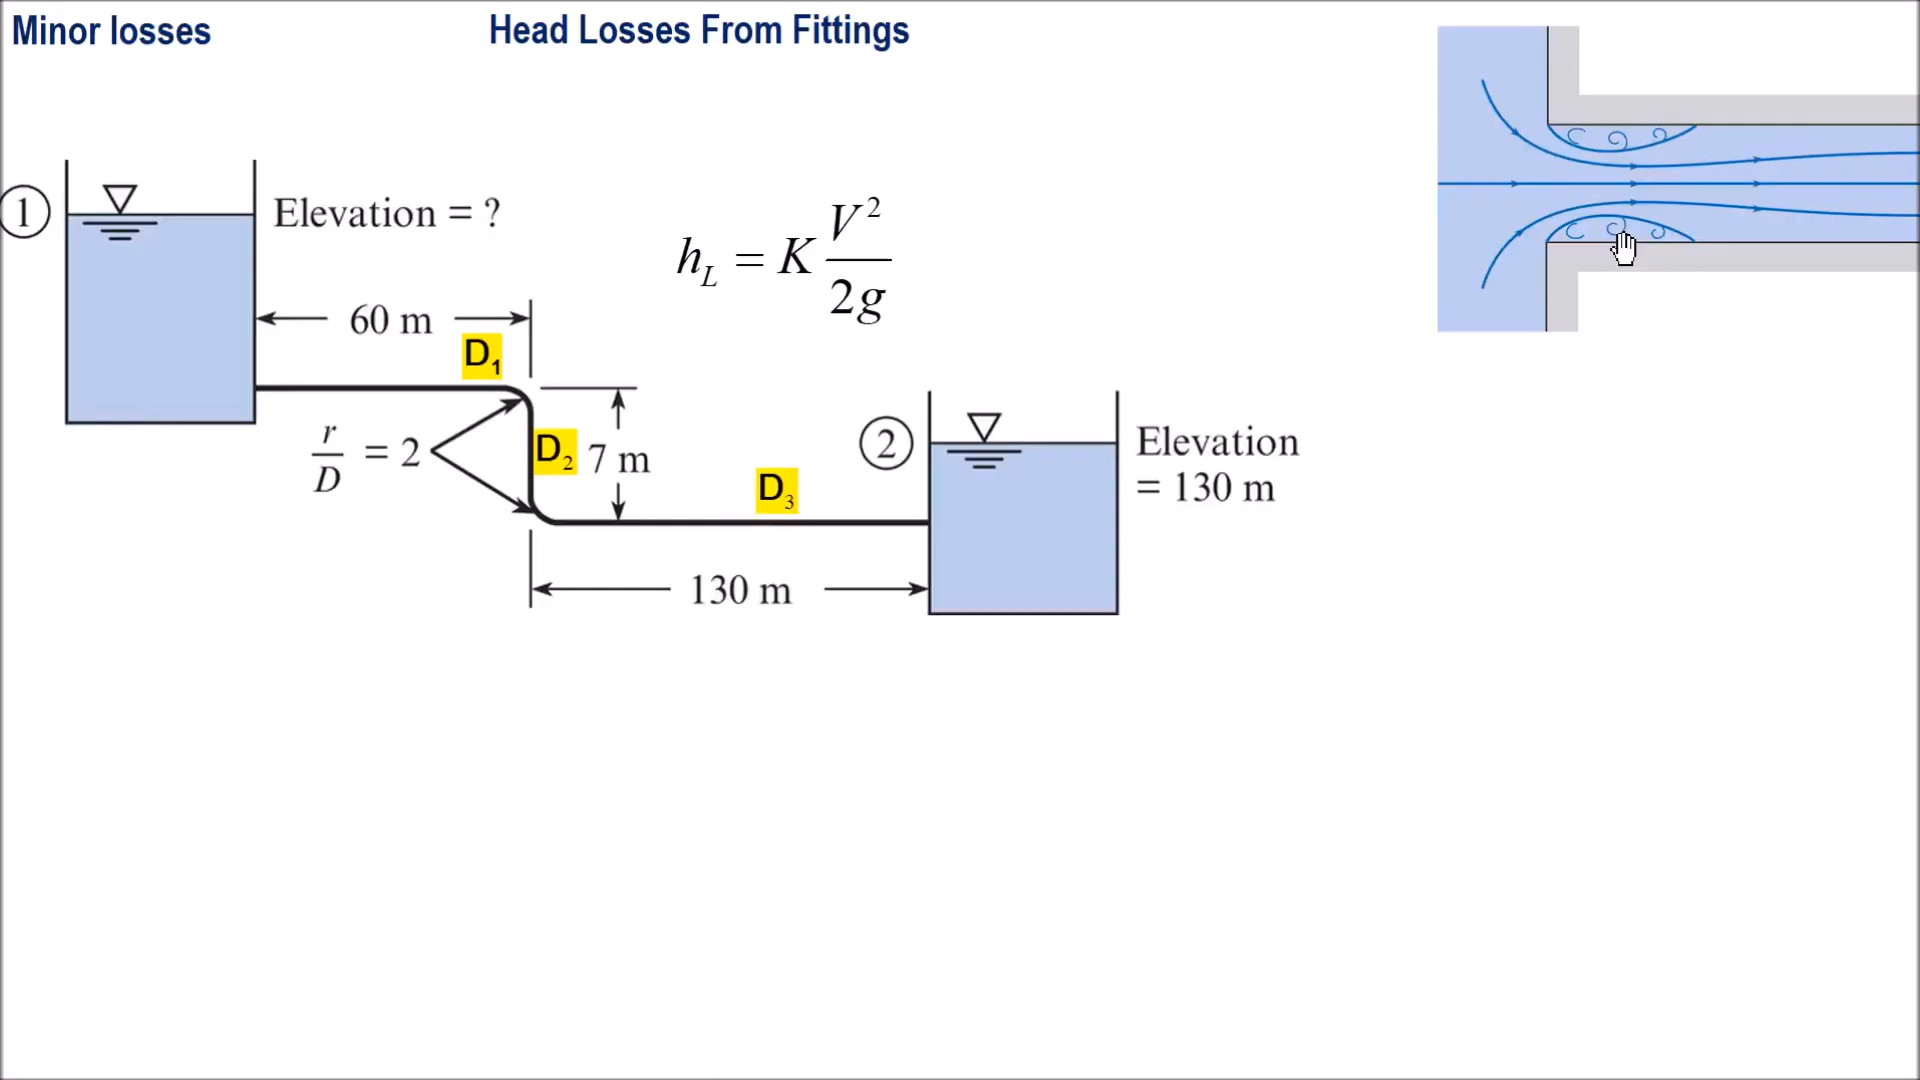 Minor losses
Head Losses From Fittings
1
Elevation = ?
h_L = K V²/2g
60 m
D₁
r/D = 2
D₂
7 m
D₃
2
Elevation
= 130 m
130 m